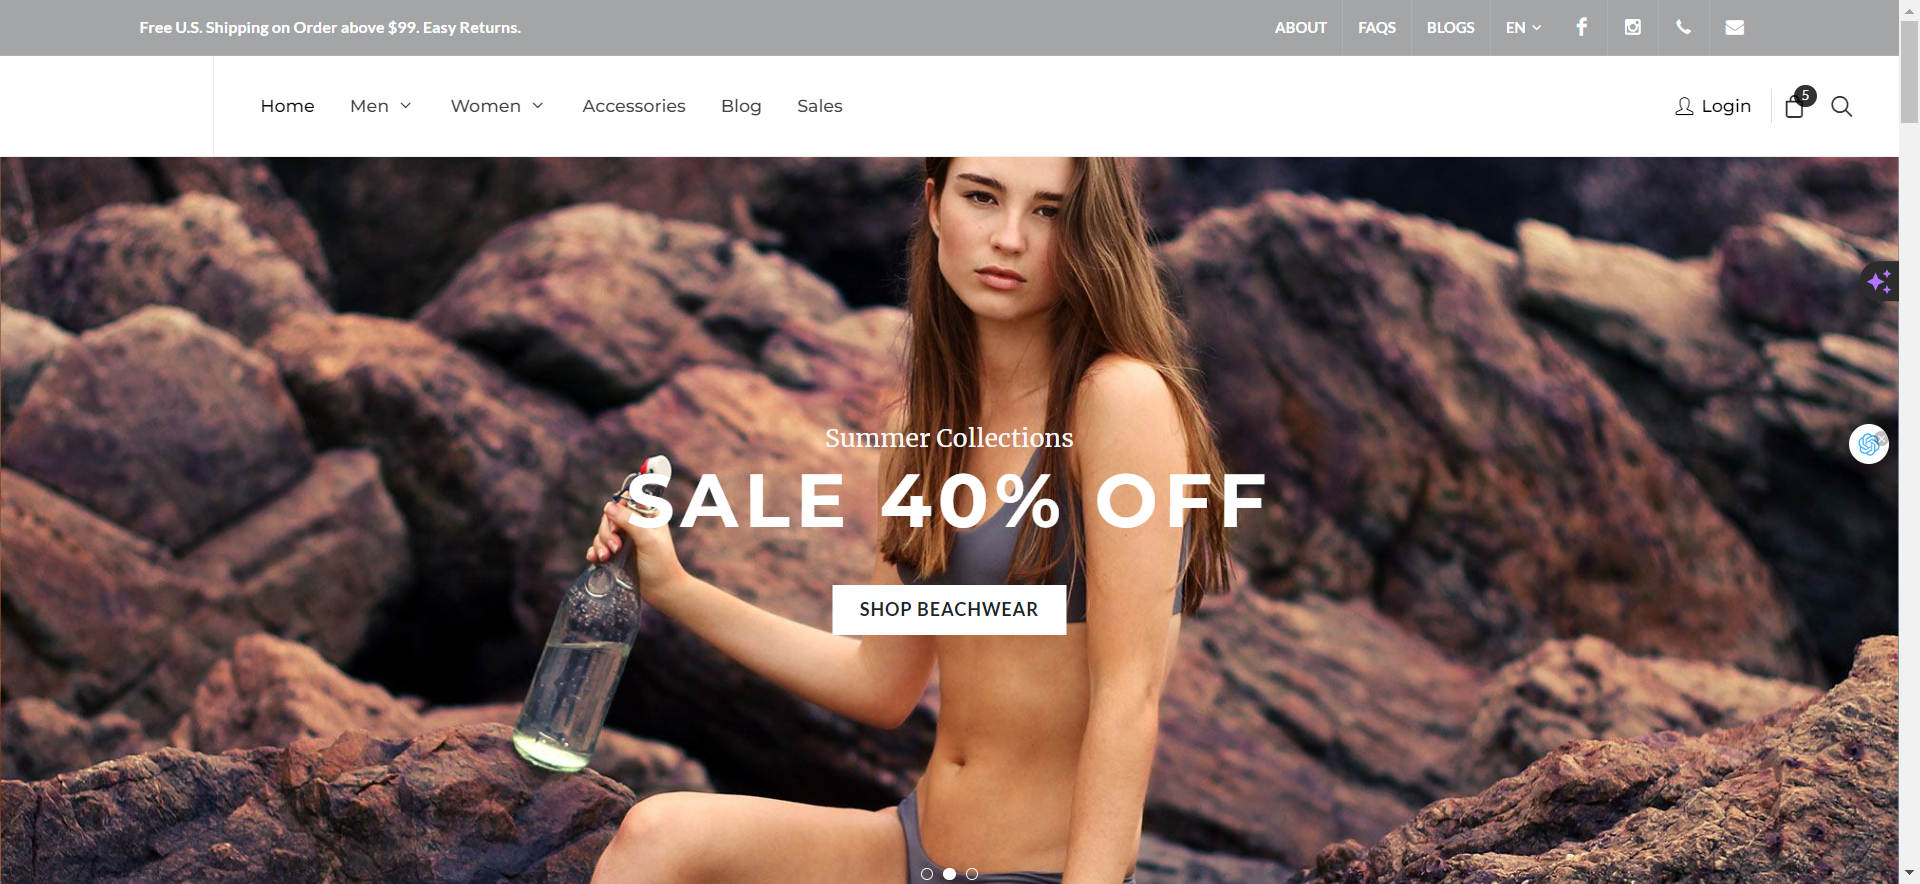 Free U.S. Shipping on Order above $99. Easy Returns.
ABOUT
FAQS
BLOGS
EN
Home
Men
Women
Accessories
Blog
Sales
Login
5
Summer Collections
SALE 40% OFF
SHOP BEACHWEAR